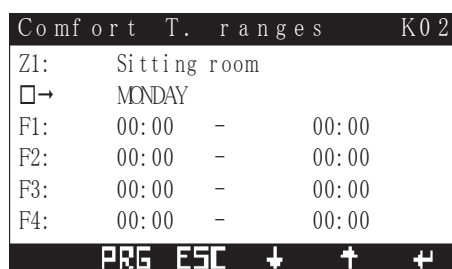 Comfort T. ranges K02
Z1: Sitting room
□→ MONDAY
F1: 00:00 - 00:00
F2: 00:00 - 00:00
F3: 00:00 - 00:00
F4: 00:00 - 00:00
PRG ESC ↓ ↑ ↵